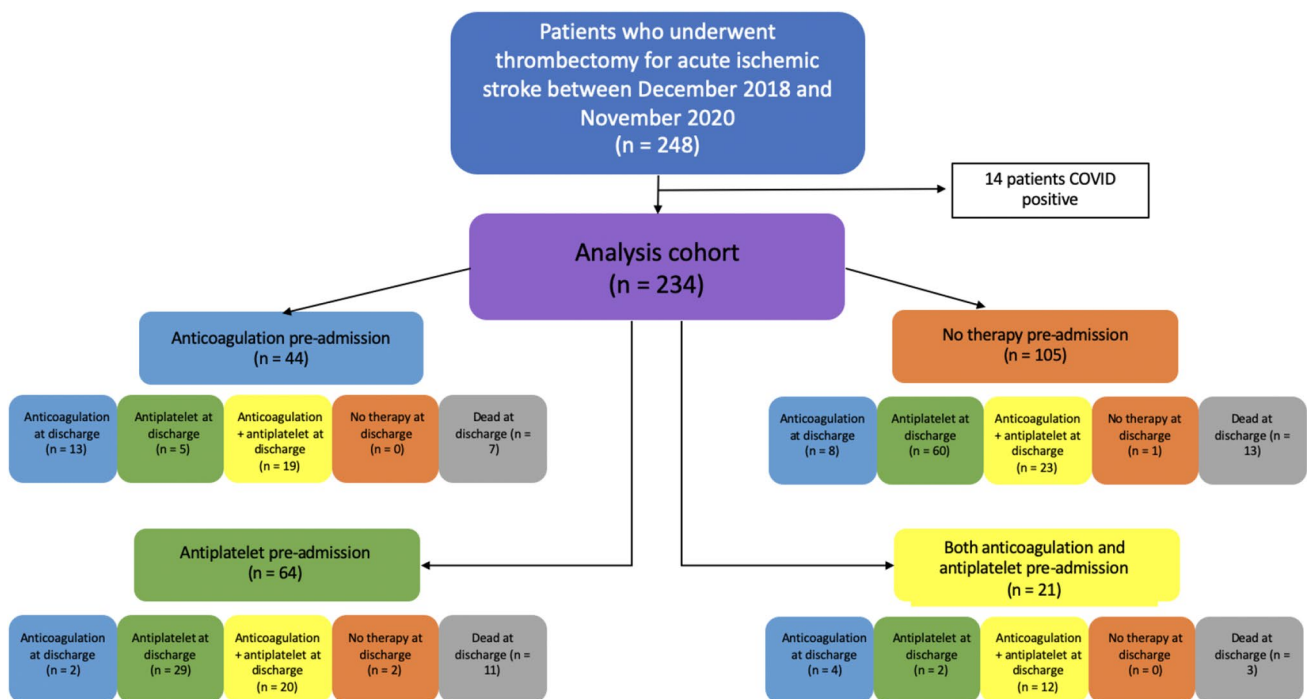 Patients who underwent
thrombectomy for acute ischemic
stroke between December 2018 and
November 2020
(n = 248)
14 patients COVID
positive
Analysis cohort
(n = 234)
Anticoagulation pre-admission
(n = 44)
No therapy pre-admission
(n = 105)
Anticoagulation
at discharge
(n = 13)
Antiplatelet at
discharge
(n = 5)
Anticoagulation
+ antiplatelet at
discharge
(n = 19)
No therapy at
discharge
(n = 0)
Dead at
discharge (n =
7)
Anticoagulation
at discharge
(n = 8)
Antiplatelet at
discharge
(n = 60)
Anticoagulation
+ antiplatelet at
discharge
(n = 23)
No therapy at
discharge
(n = 1)
Dead at
discharge (n =
13)
Antiplatelet pre-admission
(n = 64)
Both anticoagulation and
antiplatelet pre-admission
(n = 21)
Anticoagulation
at discharge
(n = 2)
Antiplatelet at
discharge
(n = 29)
Anticoagulation
+ antiplatelet at
discharge
(n = 20)
No therapy at
discharge
(n = 2)
Dead at
discharge (n =
11)
Anticoagulation
at discharge
(n = 4)
Antiplatelet at
discharge
(n = 2)
Anticoagulation
+ antiplatelet at
discharge
(n = 12)
No therapy at
discharge
(n = 0)
Dead at
discharge (n =
3)